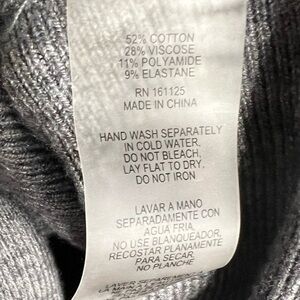 52% COTTON
28% VISCOSE
11% POLYAMIDE
9% ELASTANE
RN 161125
MADE IN CHINA
HAND WASH SEPARATELY
IN COLD WATER.
DO NOT BLEACH,
LAY FLAT TO DRY.
DO NOT IRON
LAVAR A MANO
SEPARADAMENTE CON
AGUA FRIA,
NO USE BLANQUEADOR,
RECOSTAR PLANAMENTE
PARA SECAR,
NO PLANCHE
LAVER SEPAREMENT